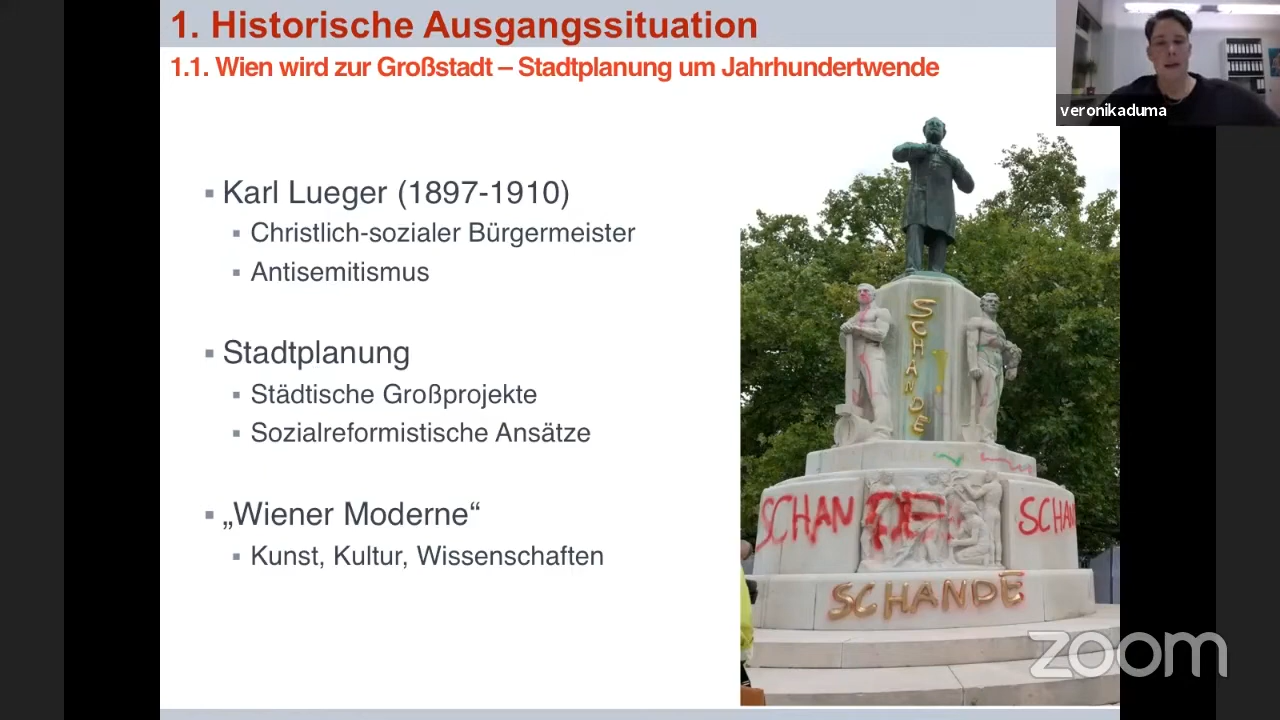 1. Historische Ausgangssituation
1.1. Wien wird zur Großstadt – Stadtplanung um Jahrhundertwende
veronikaduma
▪ Karl Lueger (1897-1910)
▪ Christlich-sozialer Bürgermeister
▪ Antisemitismus
▪ Stadtplanung
▪ Städtische Großprojekte
▪ Sozialreformistische Ansätze
▪ „Wiener Moderne“
▪ Kunst, Kultur, Wissenschaften
SCHANDE
SCHANDE
SCHAN
SCHANDE
zoom